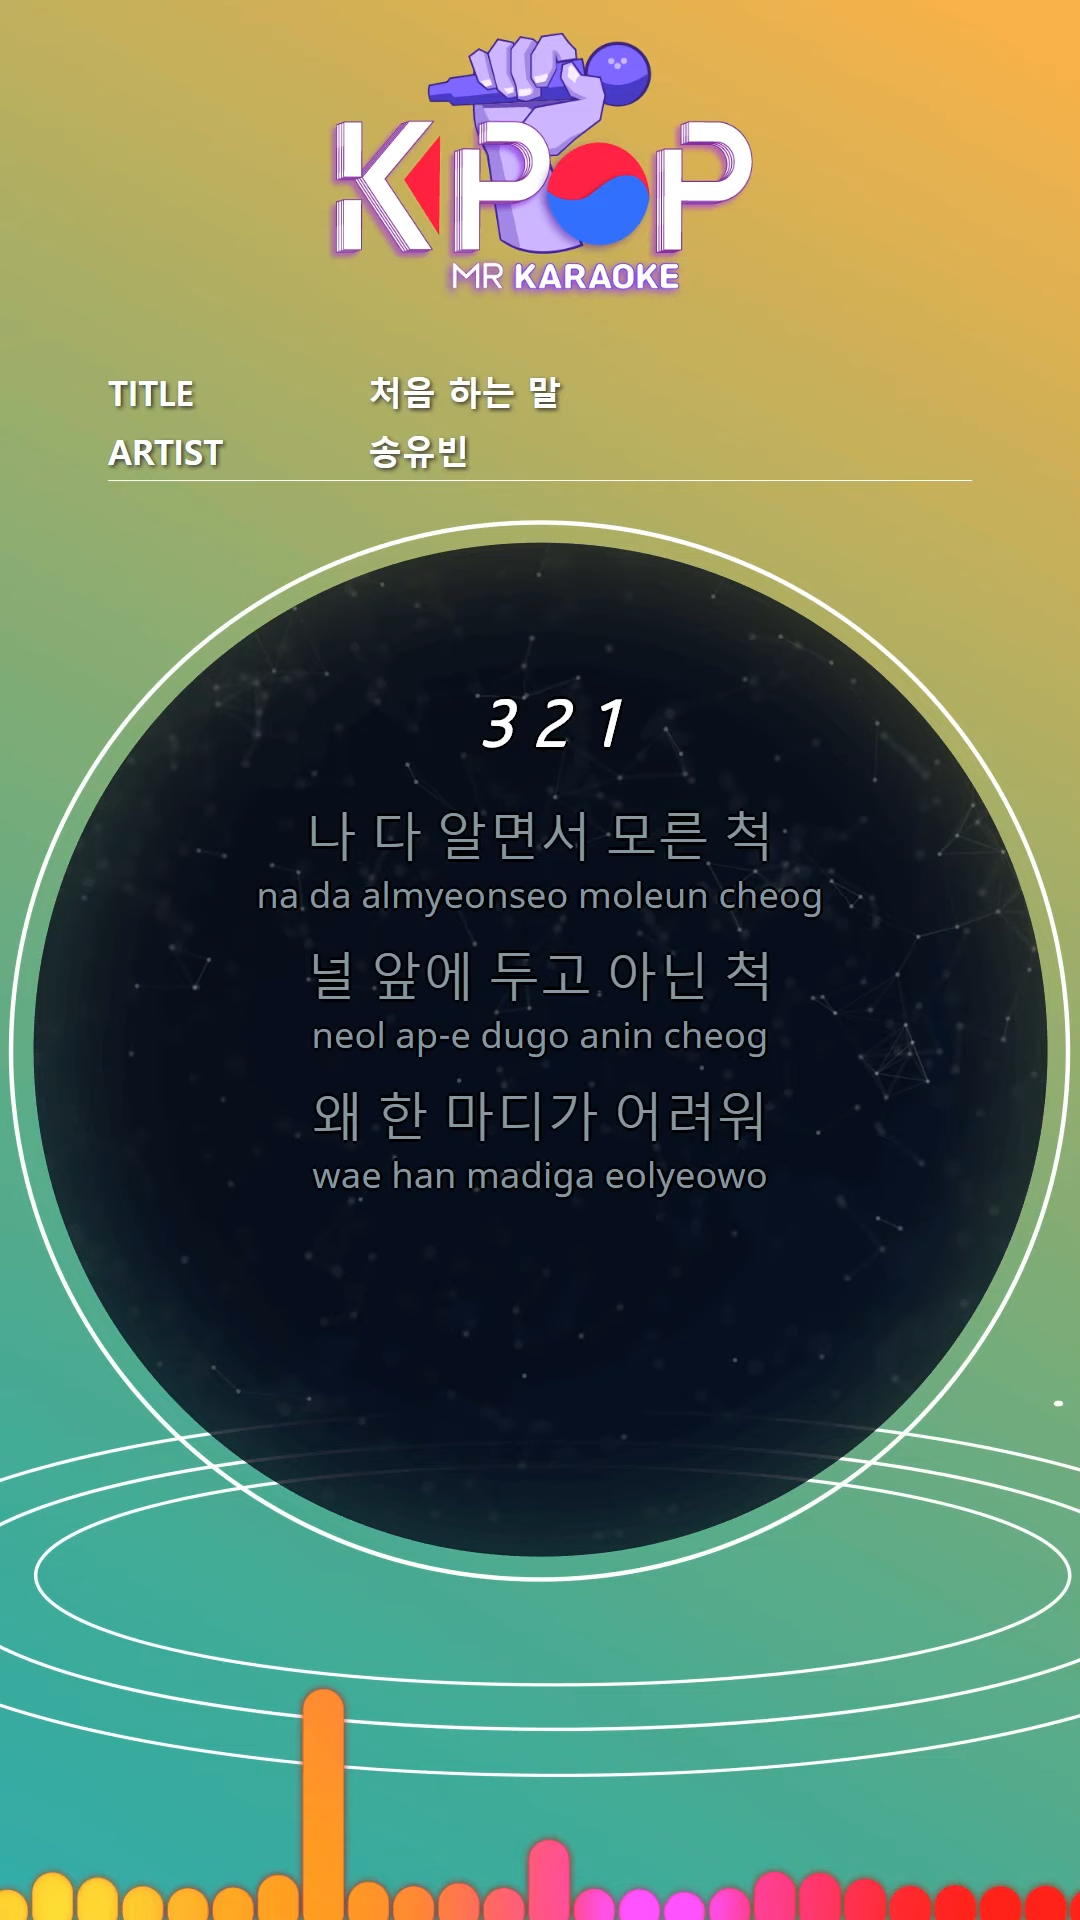 KPOP
MR KARAOKE
TITLE 처음 하는 말
ARTIST 송유빈
3 2 1
나 다 알면서 모른 척
na da almyeonseo moleun cheog
널 앞에 두고 아닌 척
neol ap-e dugo anin cheog
왜 한 마디가 어려워
wae han madiga eolyeowo